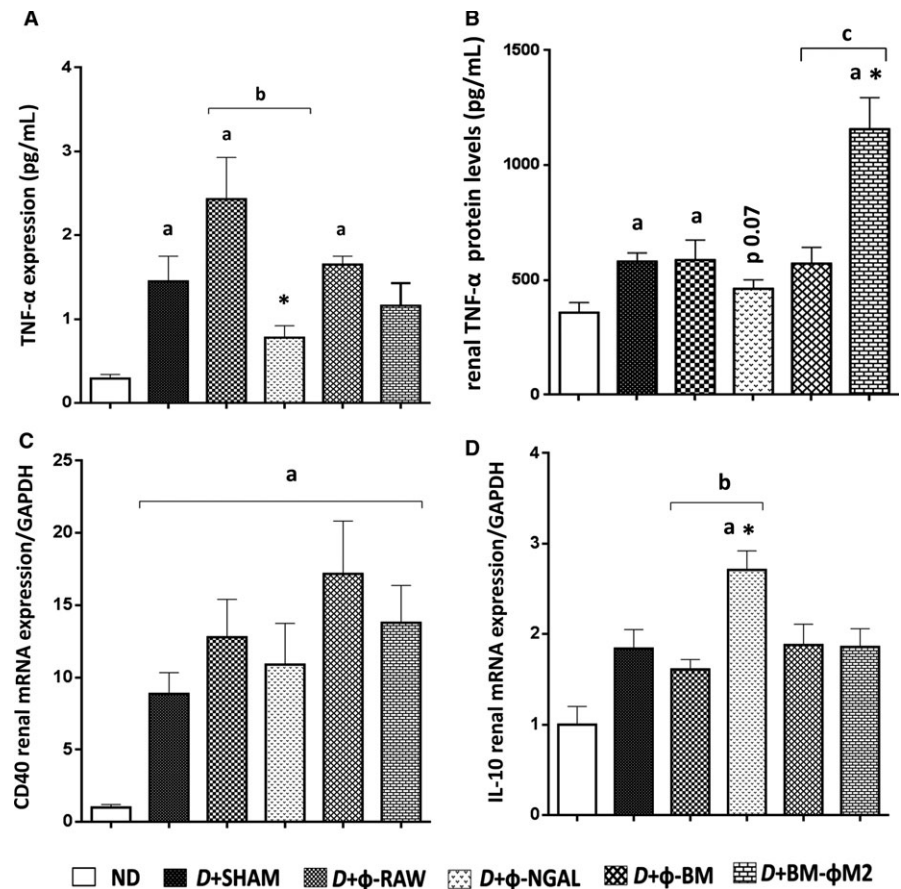 A
TNF-α expression (pg/mL)
4
3
2
1
0
a
a
b
*
a
B
renal TNF-α protein levels (pg/mL)
1500
1000
500
0
a
a
p 0.07
c
a *
C
CD40 renal mRNA expression/GAPDH
25
20
15
10
5
0
a
D
IL-10 renal mRNA expression/GAPDH
4
3
2
1
0
b
a *
ND D+SHAM D+ϕ-RAW D+ϕ-NGAL D+ϕ-BM D+BM-ϕM2